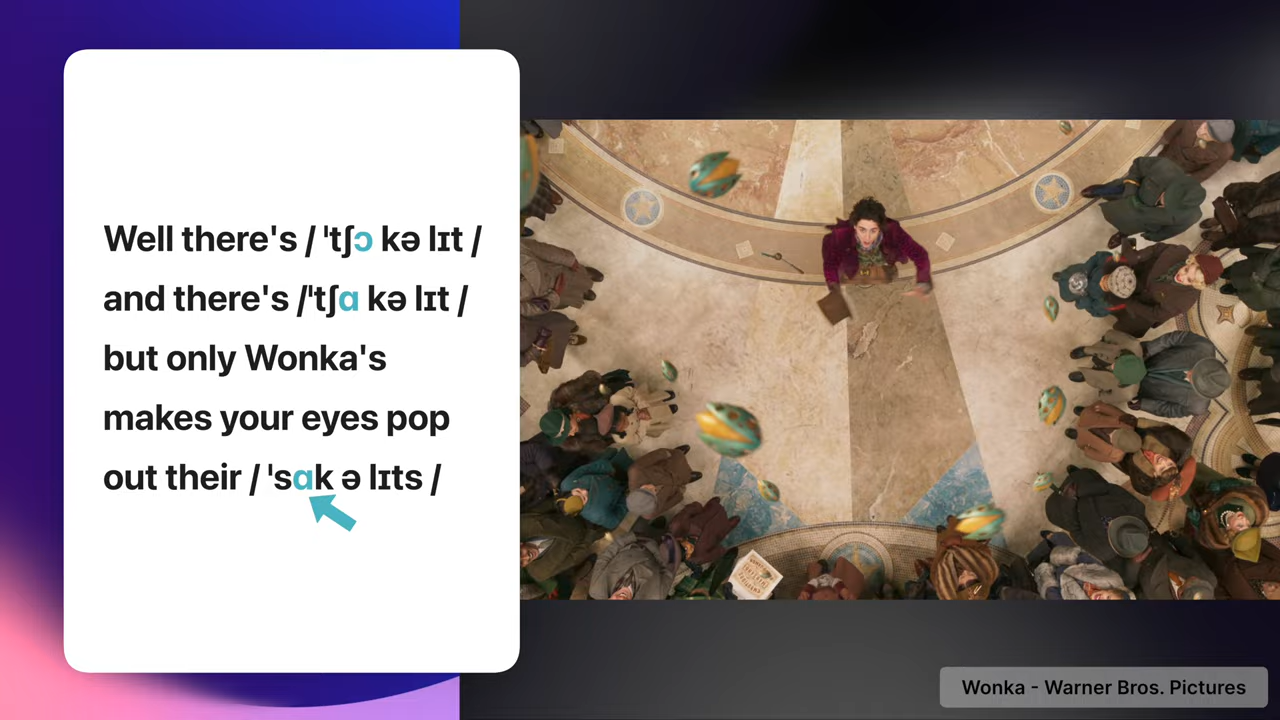 Well there's / ˈtʃɔ kə lɪt /
and there's /ˈtʃɑ kə lɪt /
but only Wonka's
makes your eyes pop
out their / ˈsɑk ə lɪts /
Wonka - Warner Bros. Pictures